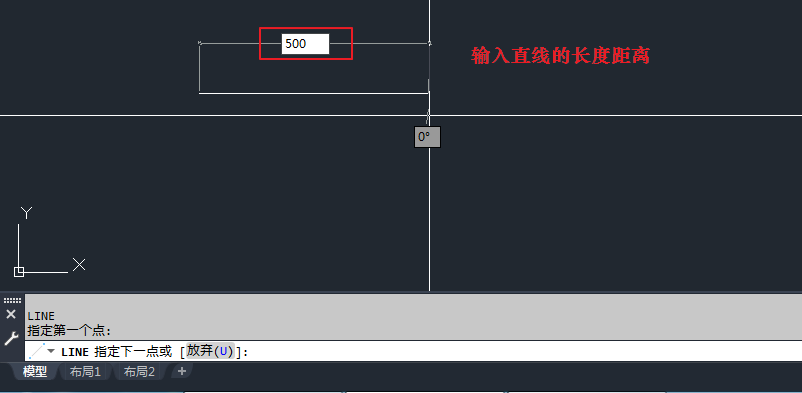 500
输入直线的长度距离
0°
Y
X
LINE
指定第一个点:
LINE 指定下一点或 [放弃(U)]:
模型 布局1 布局2 +